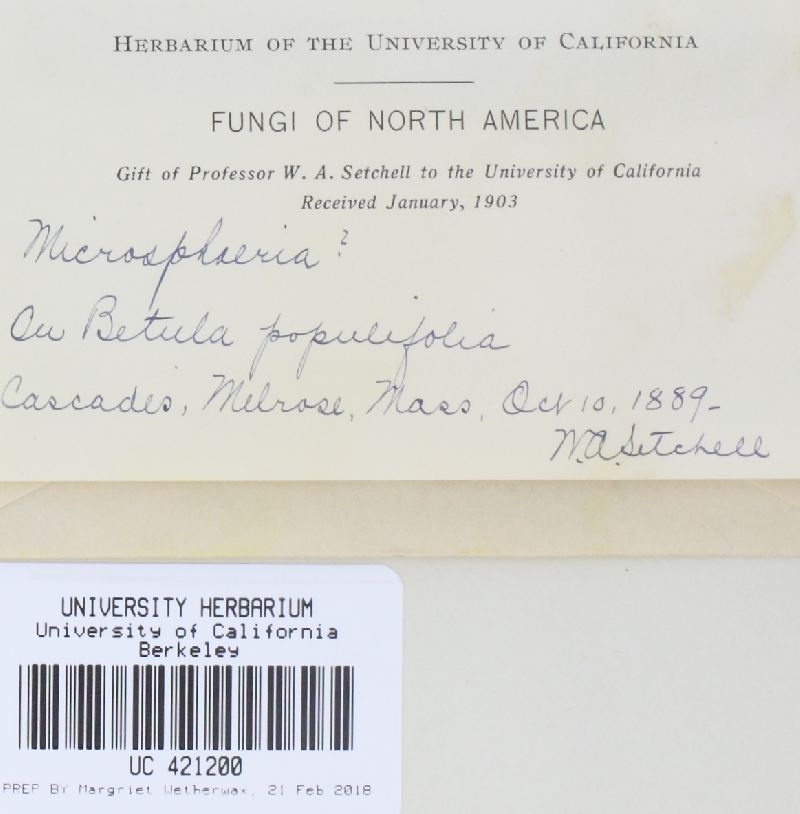 HERBARIUM OF THE UNIVERSITY OF CALIFORNIA
FUNGI OF NORTH AMERICA
Gift of Professor W. A. Setchell to the University of California
Received January, 1903
Microsphaeria?
On Betula populifolia
Cascades, Melrose, Mass, Oct 10, 1889-
W.A.Setchell
UNIVERSITY HERBARIUM
University of California
Berkeley
UC 421200
PREP BY Margriet Wetherwax, 21 Feb 2018